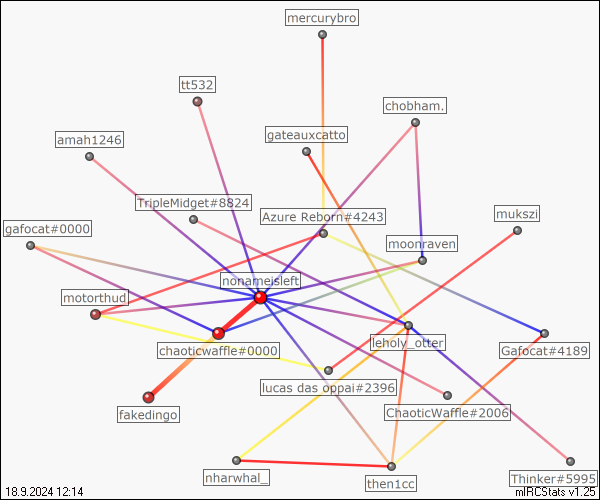 mercurybro
tt532
chobham.
gateauxcatto
amah1246
TripleMidget#8824
Azure Reborn#4243
mukszi
gafocat#0000
moonraven
nonameisleft
motorthud
chaoticwaffle#0000
leholy_otter
Gafocat#4189
lucas das oppai#2396
fakedingo
ChaoticWaffle#2006
nharwhal_
then1cc
Thinker#5995
18.9.2024 12:14
mIRCStats v1.25